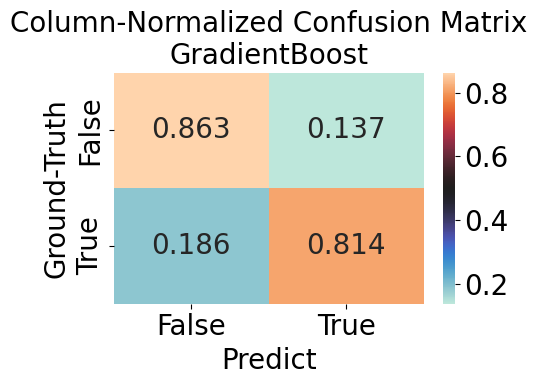 Column-Normalized Confusion Matrix
GradientBoost
Ground-Truth
False
True
0.863
0.137
0.186
0.814
False
True
Predict
0.8
0.6
0.4
0.2